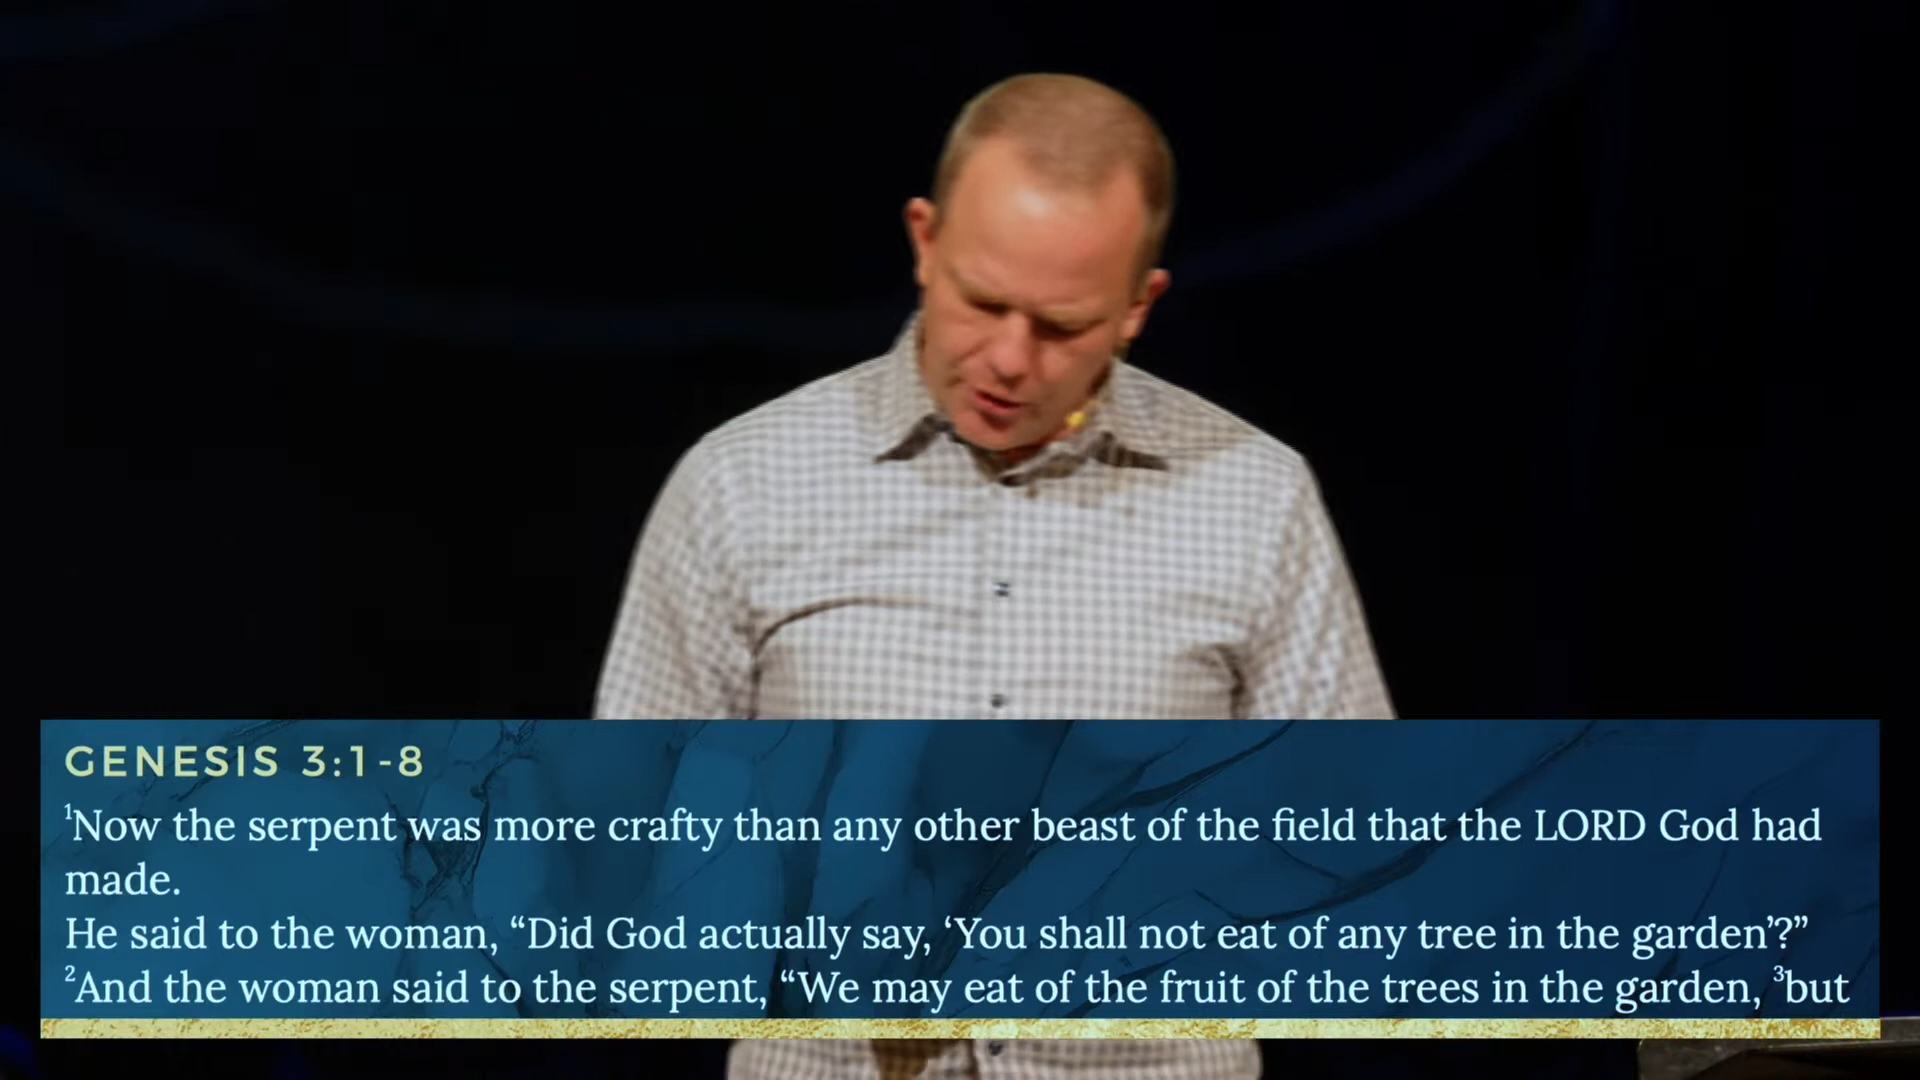 GENESIS 3:1-8
¹Now the serpent was more crafty than any other beast of the field that the LORD God had
made.
He said to the woman, “Did God actually say, ‘You shall not eat of any tree in the garden’?”
²And the woman said to the serpent, “We may eat of the fruit of the trees in the garden, ³but